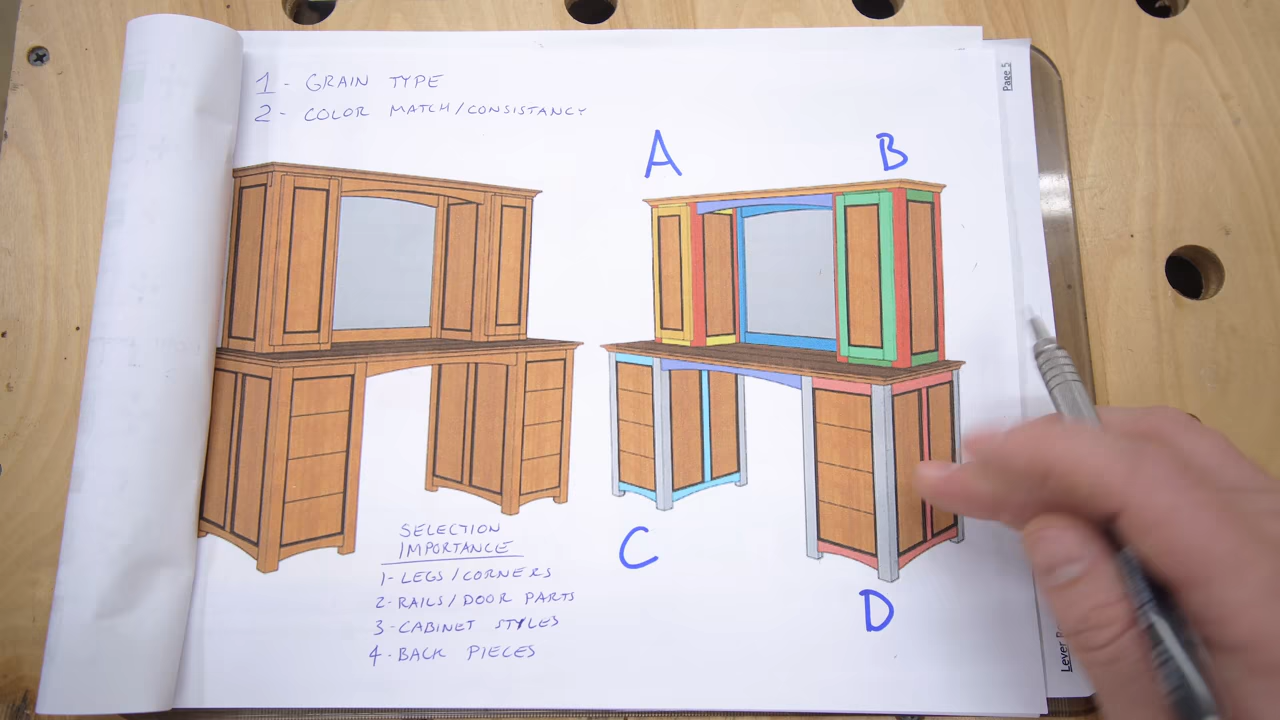 1 - GRAIN TYPE
2 - COLOR MATCH/CONSISTANCY
A
B
C
D
SELECTION
IMPORTANCE
1- LEGS/CORNERS
2- RAILS/DOOR PARTS
3- CABINET STYLES
4- BACK PIECES
Page 5
Lever